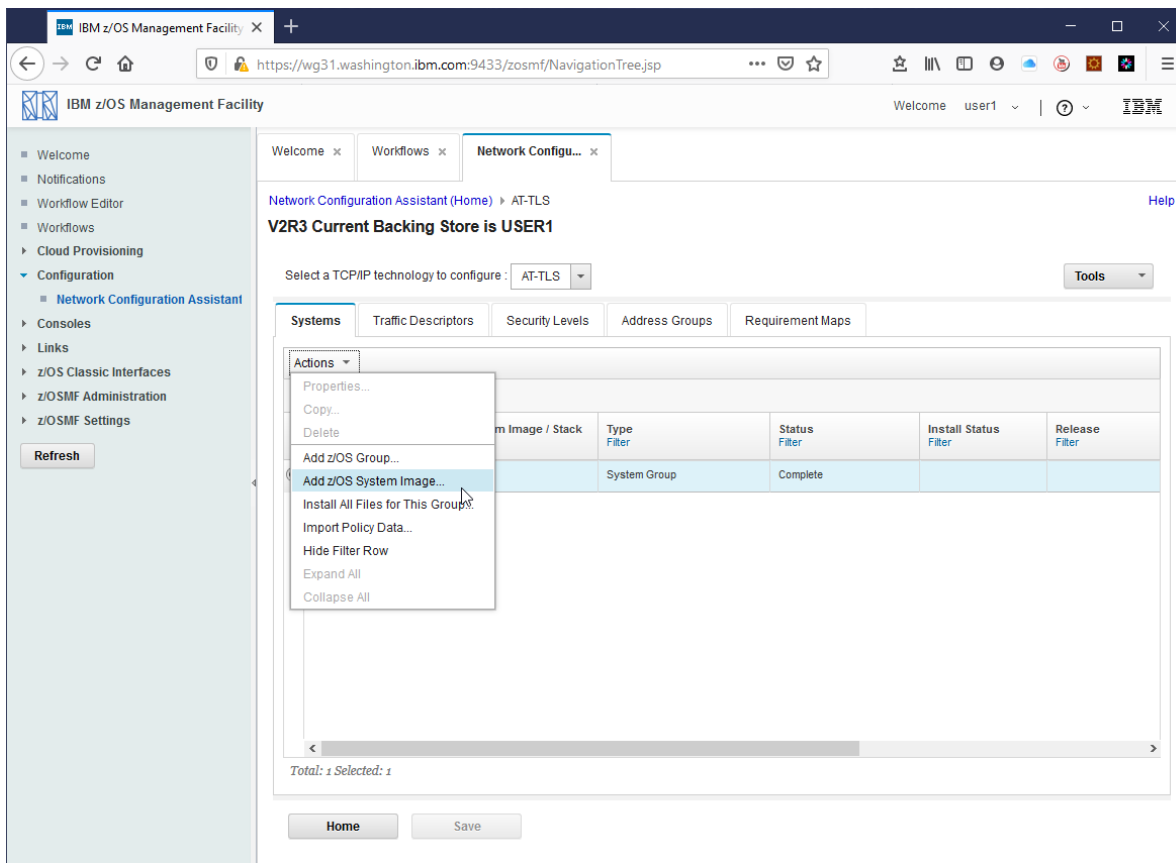 IBM z/OS Management Facility
https://wg31.washington.ibm.com:9433/zosmf/NavigationTree.jsp
IBM z/OS Management Facility
Welcome user1
IBM
Welcome
Notifications
Workflow Editor
Workflows
Cloud Provisioning
Configuration
Network Configuration Assistant
Consoles
Links
z/OS Classic Interfaces
z/OSMF Administration
z/OSMF Settings
Refresh
Welcome Workflows Network Configu...
Network Configuration Assistant (Home) AT-TLS Help
V2R3 Current Backing Store is USER1
Select a TCP/IP technology to configure : AT-TLS Tools
Systems Traffic Descriptors Security Levels Address Groups Requirement Maps
Actions
Properties...
Copy...
Delete
Add z/OS Group...
Add z/OS System Image...
Install All Files for This Group...
Import Policy Data...
Hide Filter Row
Expand All
Collapse All
m Image / Stack Type Status Install Status Release
Filter Filter Filter Filter
System Group Complete
Total: 1 Selected: 1
Home Save